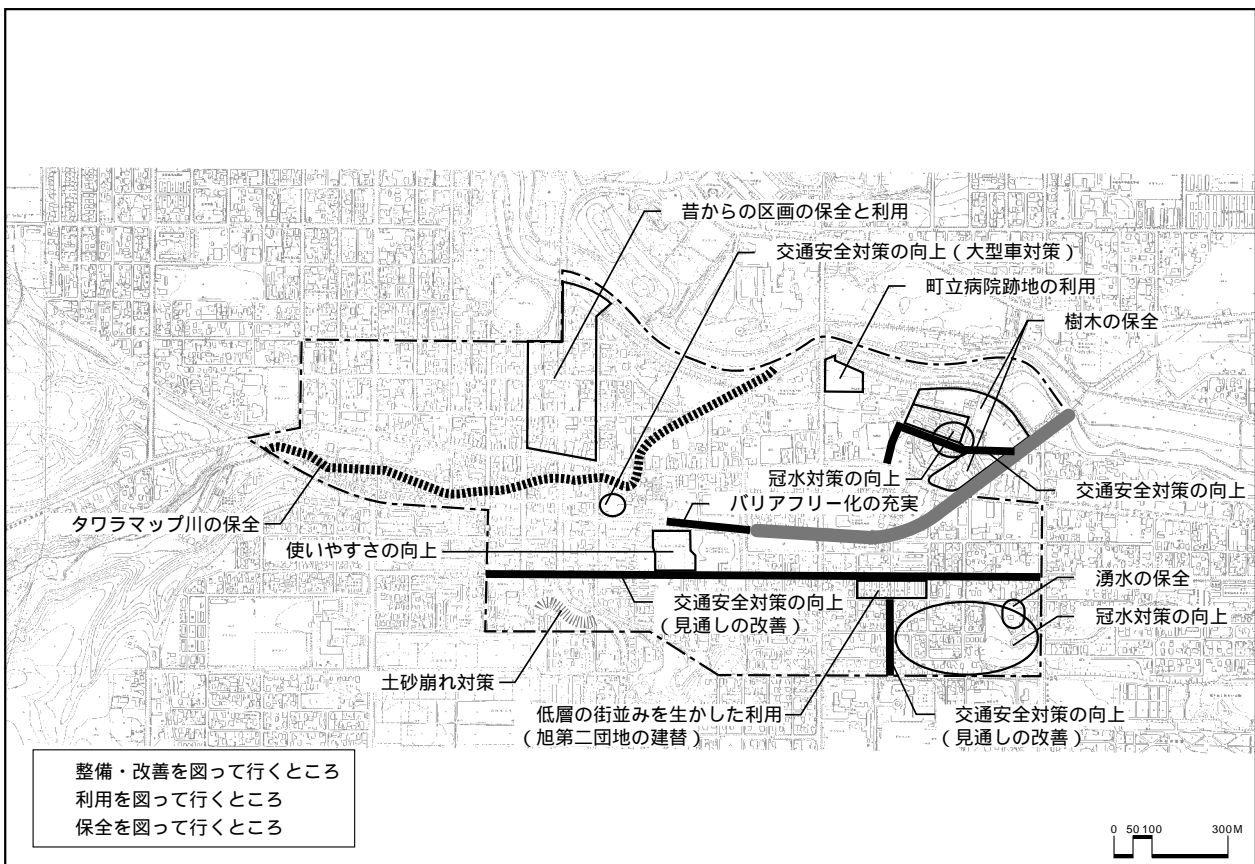 昔からの区画の保全と利用
交通安全対策の向上（大型車対策）
町立病院跡地の利用
樹木の保全
冠水対策の向上
交通安全対策の向上
バリアフリー化の充実
タワラマップ川の保全
使いやすさの向上
交通安全対策の向上
（見通しの改善）
湧水の保全
冠水対策の向上
土砂崩れ対策
低層の街並みを生かした利用
（旭第二団地の建替）
交通安全対策の向上
（見通しの改善）
整備・改善を図って行くところ
利用を図って行くところ
保全を図って行くところ
0 50 100 300M